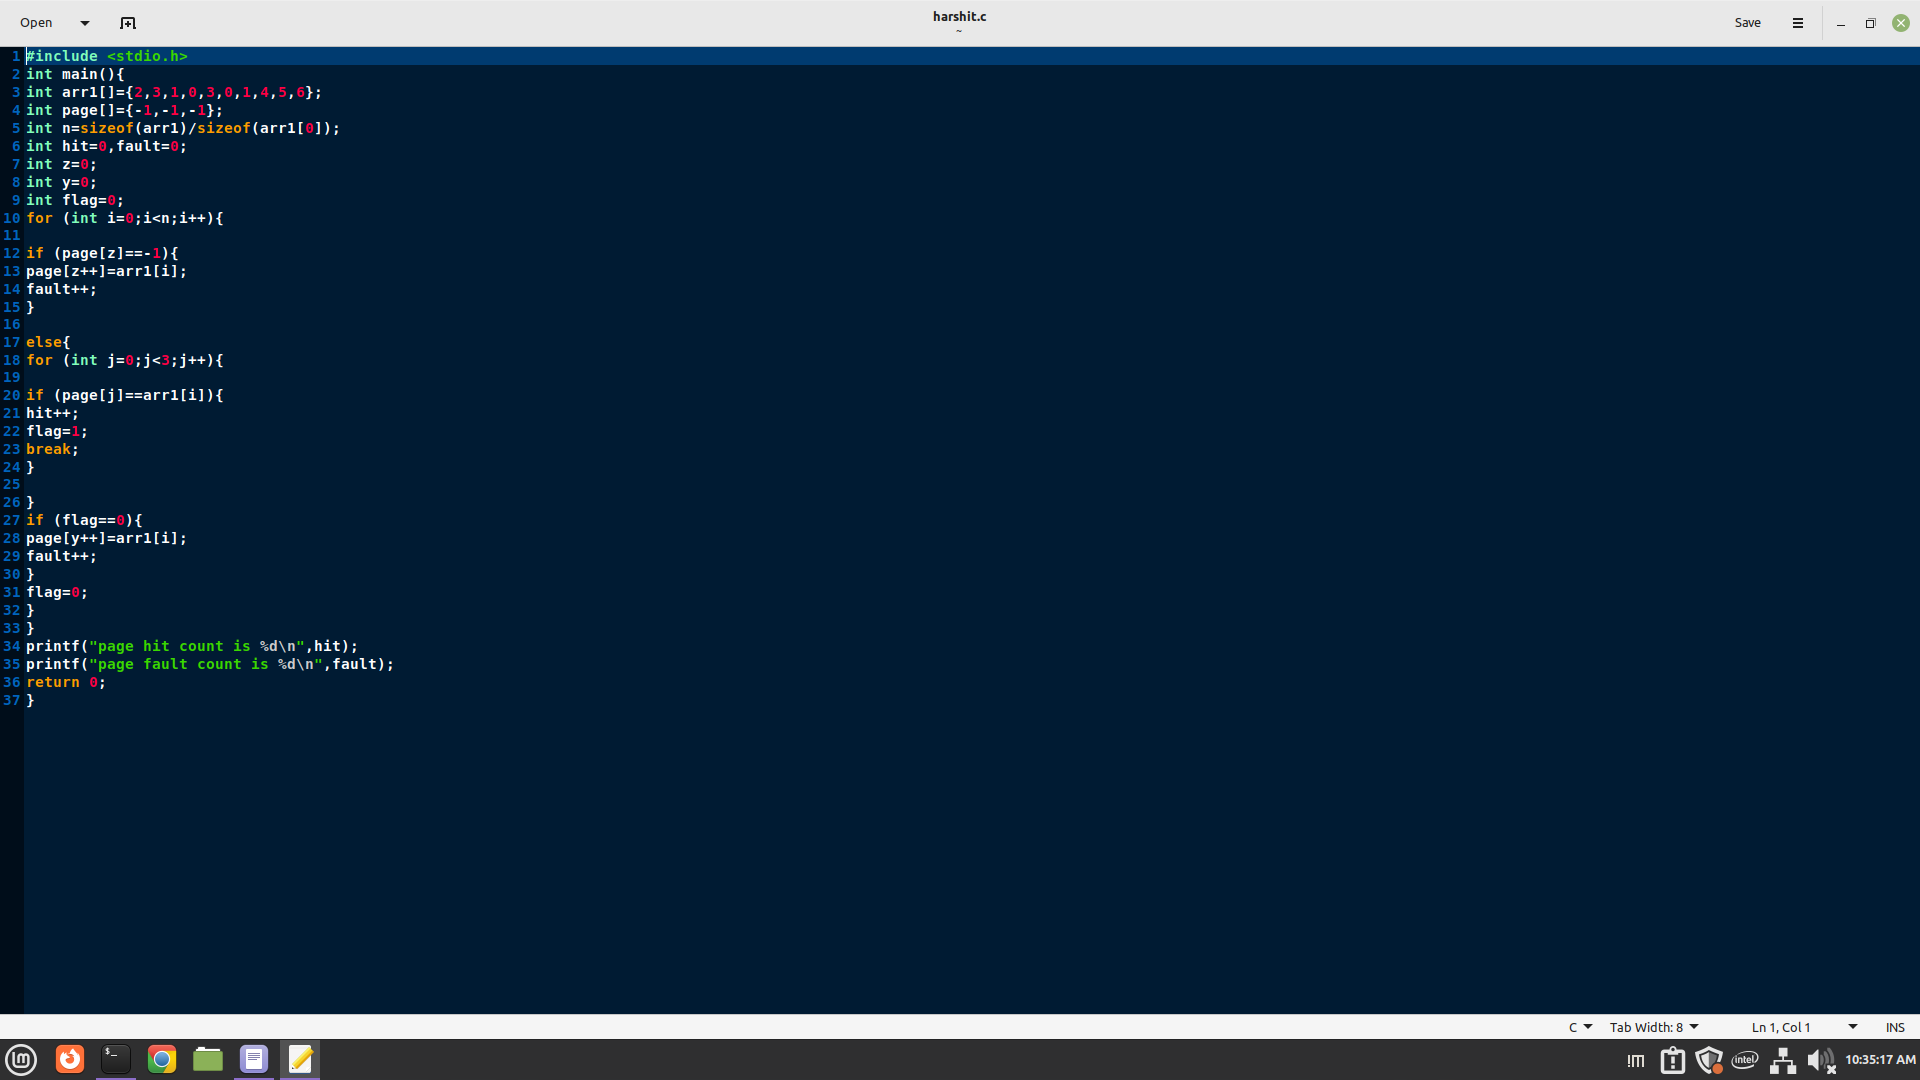 Open
harshit.c
~
Save
1 #include <stdio.h>
2 int main(){
3 int arr1[]={2,3,1,0,3,0,1,4,5,6};
4 int page[]={-1,-1,-1};
5 int n=sizeof(arr1)/sizeof(arr1[0]);
6 int hit=0,fault=0;
7 int z=0;
8 int y=0;
9 int flag=0;
10 for (int i=0;i<n;i++){
11
12 if (page[z]==-1){
13 page[z++]=arr1[i];
14 fault++;
15 }
16
17 else{
18 for (int j=0;j<3;j++){
19
20 if (page[j]==arr1[i]){
21 hit++;
22 flag=1;
23 break;
24 }
25
26 }
27 if (flag==0){
28 page[y++]=arr1[i];
29 fault++;
30 }
31 flag=0;
32 }
33 }
34 printf("page hit count is %d\n",hit);
35 printf("page fault count is %d\n",fault);
36 return 0;
37 }
C Tab Width: 8 Ln 1, Col 1 INS
$_ intel 10:35:17 AM